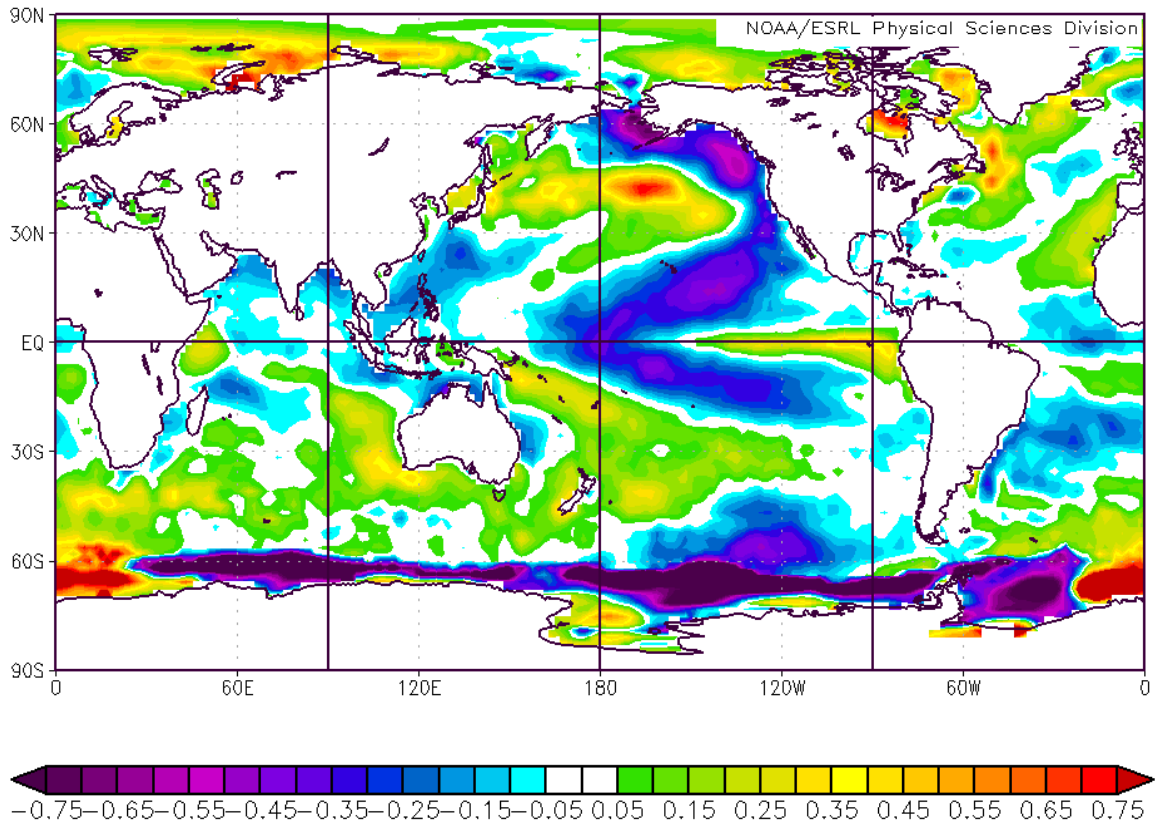 90N
NOAA/ESRL Physical Sciences Division
60N
30N
EQ
30S
60S
90S
0 60E 120E 180 120W 60W 0
−0.75−0.65−0.55−0.45−0.35−0.25−0.15−0.05 0.05 0.15 0.25 0.35 0.45 0.55 0.65 0.75